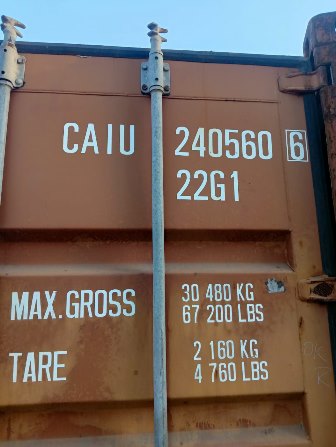 CAIU 240560 6
22G1
MAX.GROSS 30 480 KG
67 200 LBS
TARE 2 160 KG
4 760 LBS